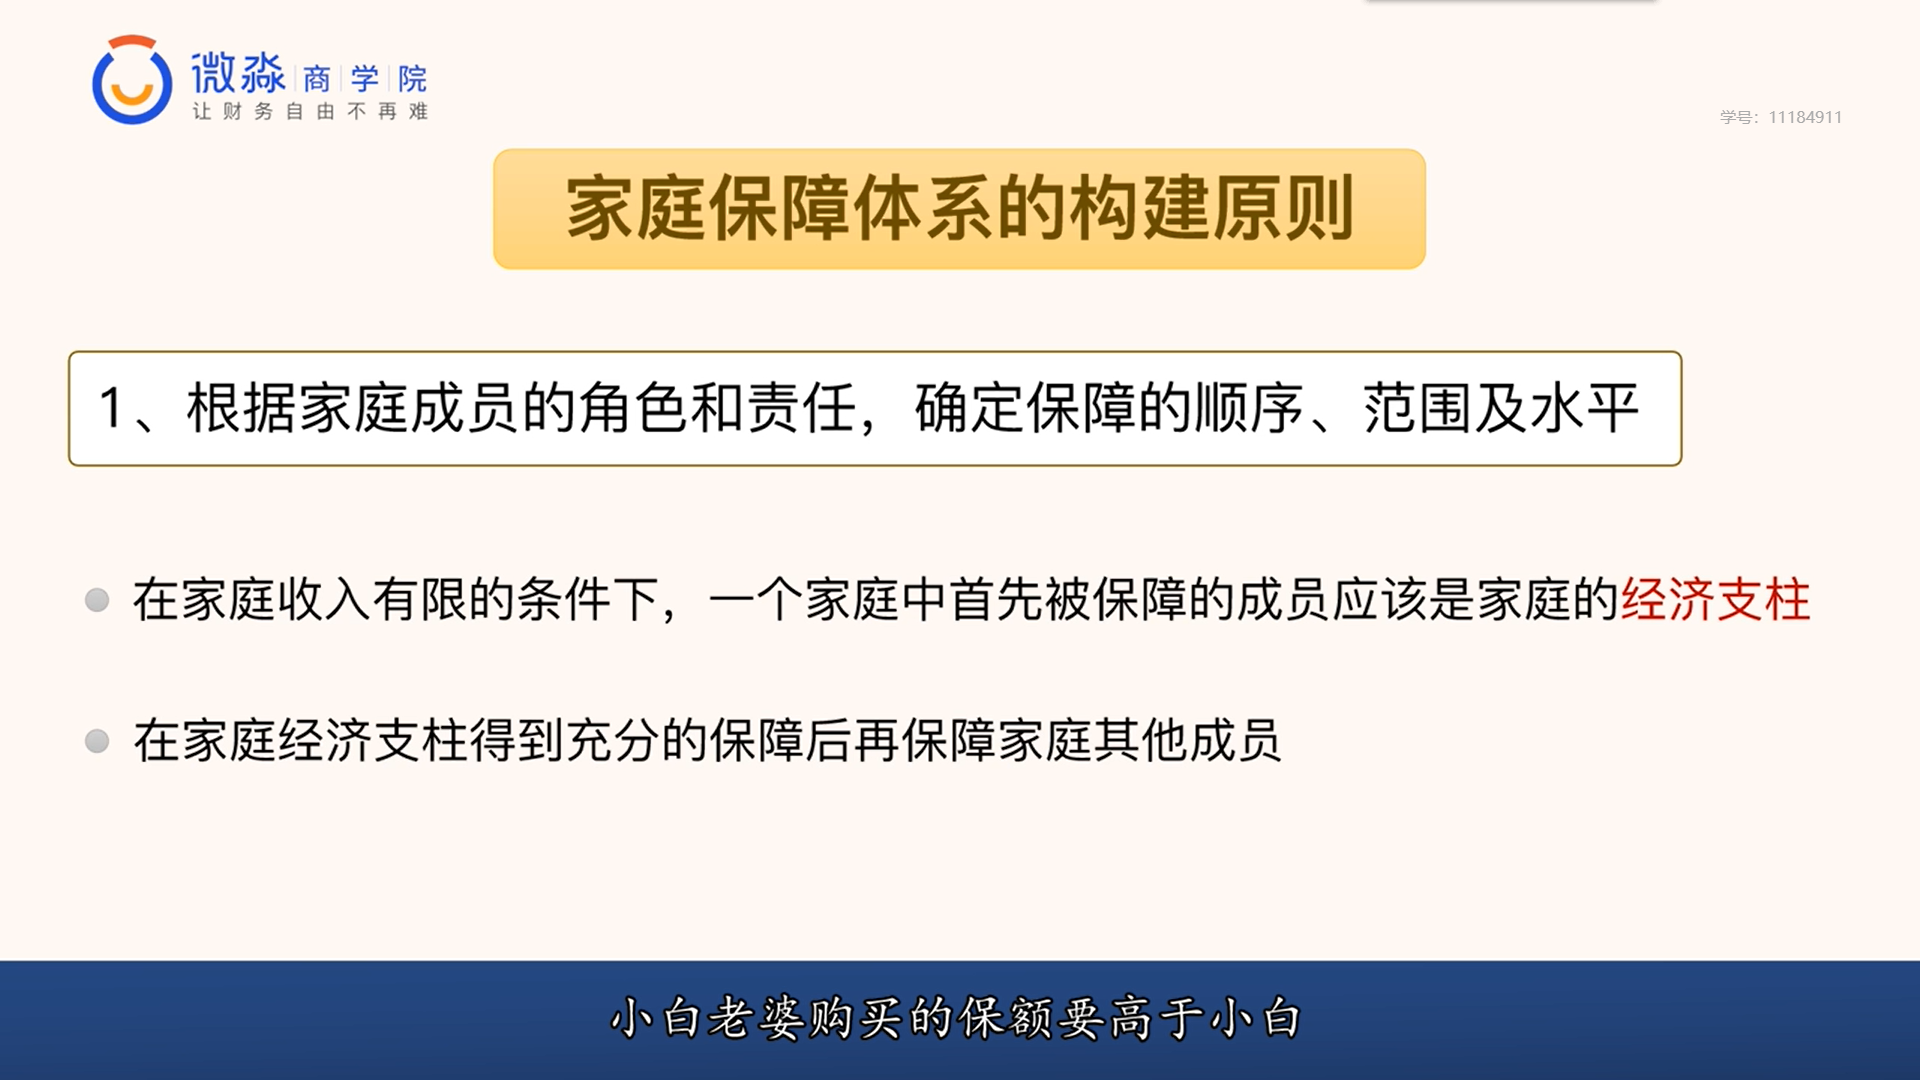 微淼商学院
让财务自由不再难
学号：11184911
家庭保障体系的构建原则
1、根据家庭成员的角色和责任，确定保障的顺序、范围及水平
在家庭收入有限的条件下，一个家庭中首先被保障的成员应该是家庭的经济支柱
在家庭经济支柱得到充分的保障后再保障家庭其他成员
小白老婆购买的保额要高于小白